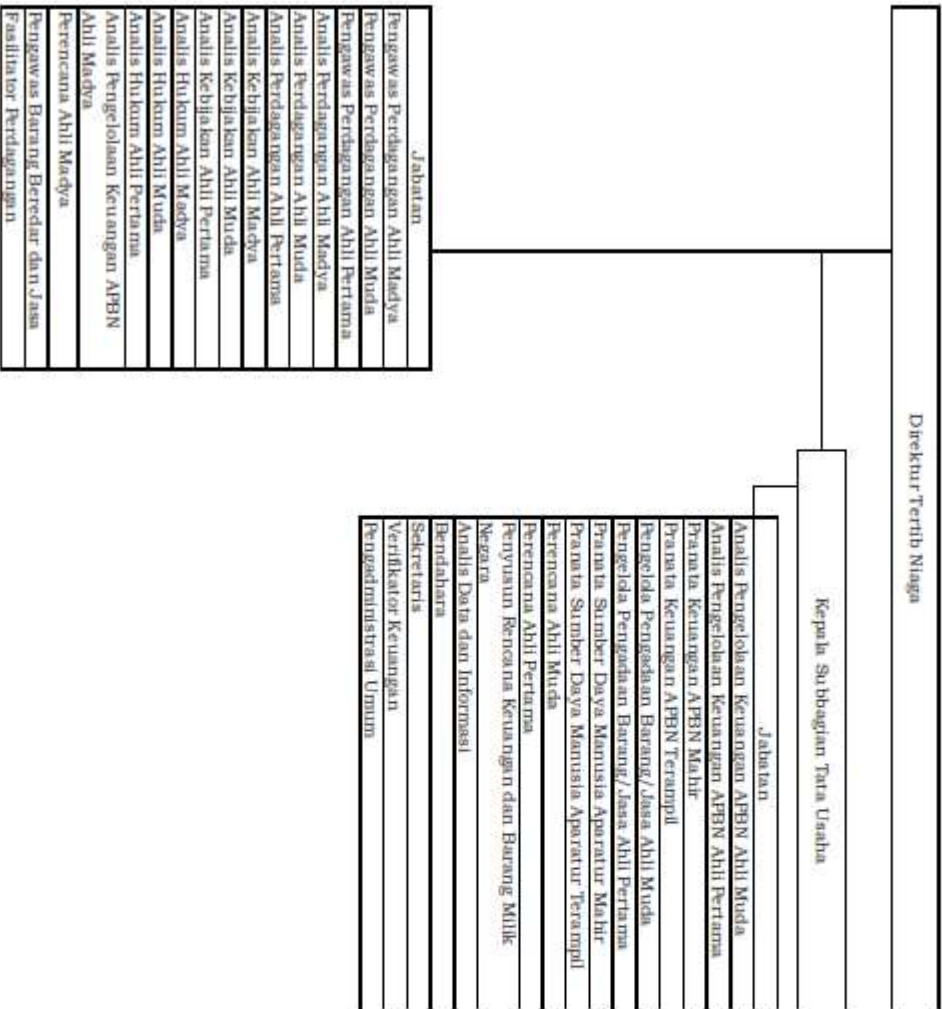 Direktur Tertib Niaga
Kepala Subbagian Tata Usaha
Jabatan
Analis Pengelolaan Keuangan APBN Ahli Muda
Analis Pengelolaan Keuangan APBN Ahli Pertama
Pranata Keuangan APBN Mahir
Pranata Keuangan APBN Terampil
Pengelola Pengadaan Barang/Jasa Ahli Muda
Pengelola Pengadaan Barang/Jasa Ahli Pertama
Pranata Sumber Daya Manusia Aparatur Mahir
Pranata Sumber Daya Manusia Aparatur Terampil
Perencana Ahli Muda
Perencana Ahli Pertama
Penyusun Rencana Keuangan dan Barang Milik
Negara
Analis Data dan Informasi
Bendahara
Sekretaris
Verifikator Keuangan
Pengadministrasi Umum
Jabatan
Pengawas Perdagangan Ahli Madya
Pengawas Perdagangan Ahli Muda
Pengawas Perdagangan Ahli Pertama
Analis Perdagangan Ahli Madya
Analis Perdagangan Ahli Muda
Analis Perdagangan Ahli Pertama
Analis Kebijakan Ahli Madya
Analis Kebijakan Ahli Muda
Analis Kebijakan Ahli Pertama
Analis Hukum Ahli Madya
Analis Hukum Ahli Muda
Analis Hukum Ahli Pertama
Analis Pengelolaan Keuangan APBN
Ahli Madya
Perencana Ahli Madya
Pengawas Barang Beredar dan Jasa
Fasilitator Perdagangan